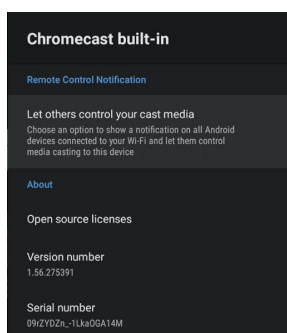 Chromecast built-in
Remote Control Notification
Let others control your cast media
Choose an option to show a notification on all Android
devices connected to your Wi-Fi and let them control
media casting to this device
About
Open source licenses
Version number
1.56.275391
Serial number
09rZYDZn_-1LkaOGA14M